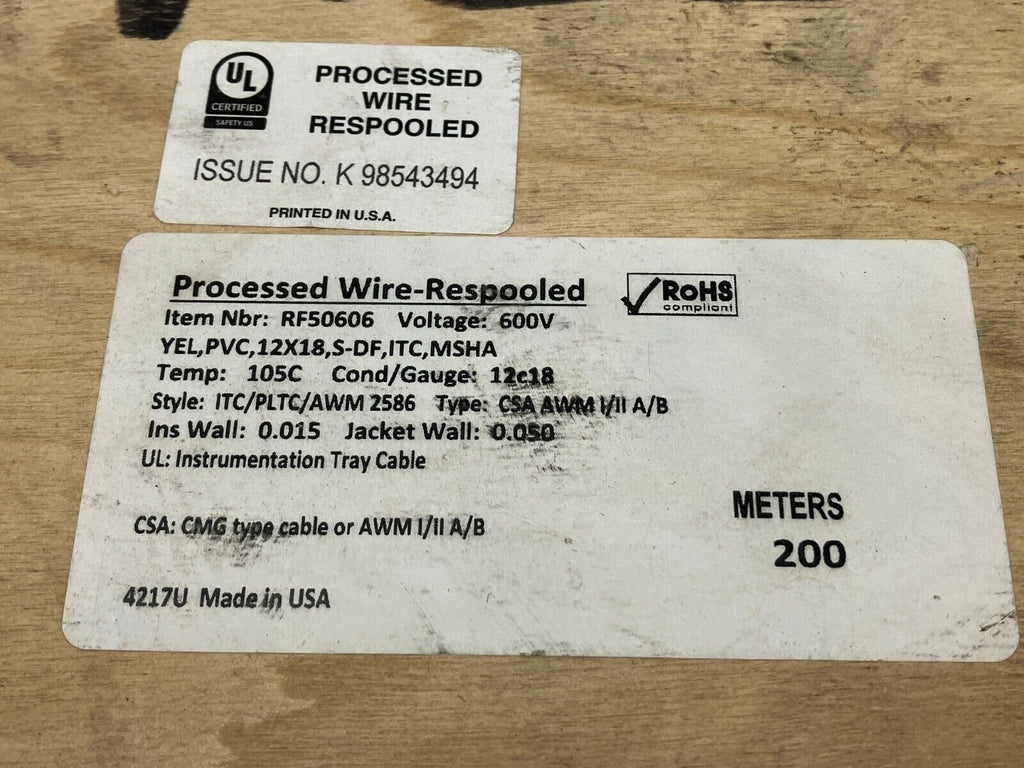 UL
CERTIFIED
SAFETY US
PROCESSED
WIRE
RESPOOLED
ISSUE NO. K 98543494
PRINTED IN U.S.A.
Processed Wire-Respooled
RoHS
compliant
Item Nbr: RF50606 Voltage: 600V
YEL,PVC,12X18,S-DF,ITC,MSHA
Temp: 105C Cond/Gauge: 12c18
Style: ITC/PLTC/AWM 2586 Type: CSA AWM I/II A/B
Ins Wall: 0.015 Jacket Wall: 0.050
UL: Instrumentation Tray Cable
CSA: CMG type cable or AWM I/II A/B
METERS
200
4217U Made in USA